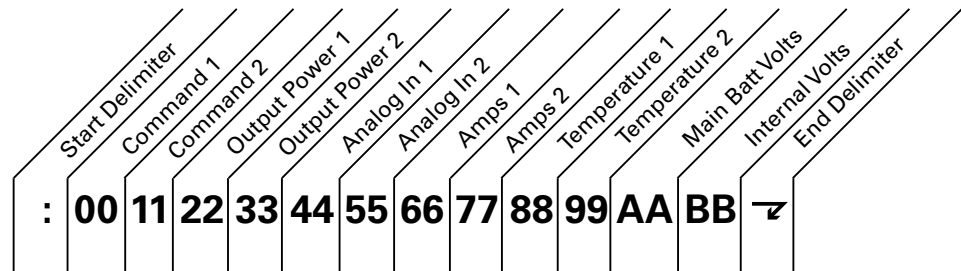 Start Delimiter
Command 1
Command 2
Output Power 1
Output Power 2
Analog In 1
Analog In 2
Amps 1
Amps 2
Temperature 1
Temperature 2
Main Batt Volts
Internal Volts
End Delimiter
: 00 11 22 33 44 55 66 77 88 99 AA BB